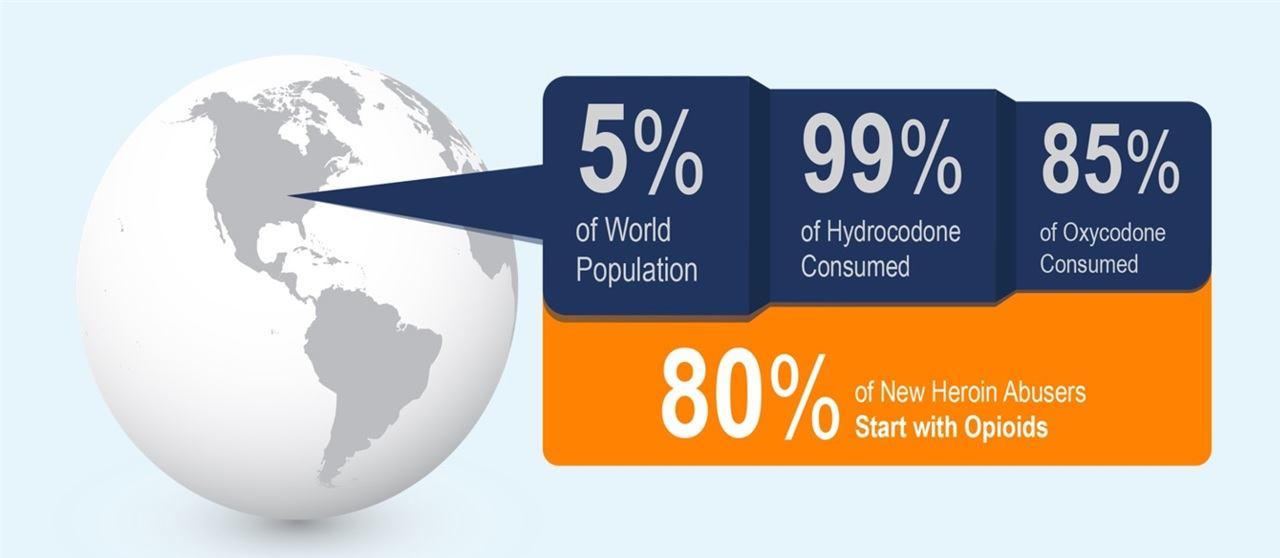 5%
of World
Population
99%
of Hydrocodone
Consumed
85%
of Oxycodone
Consumed
80%
of New Heroin Abusers
Start with Opioids